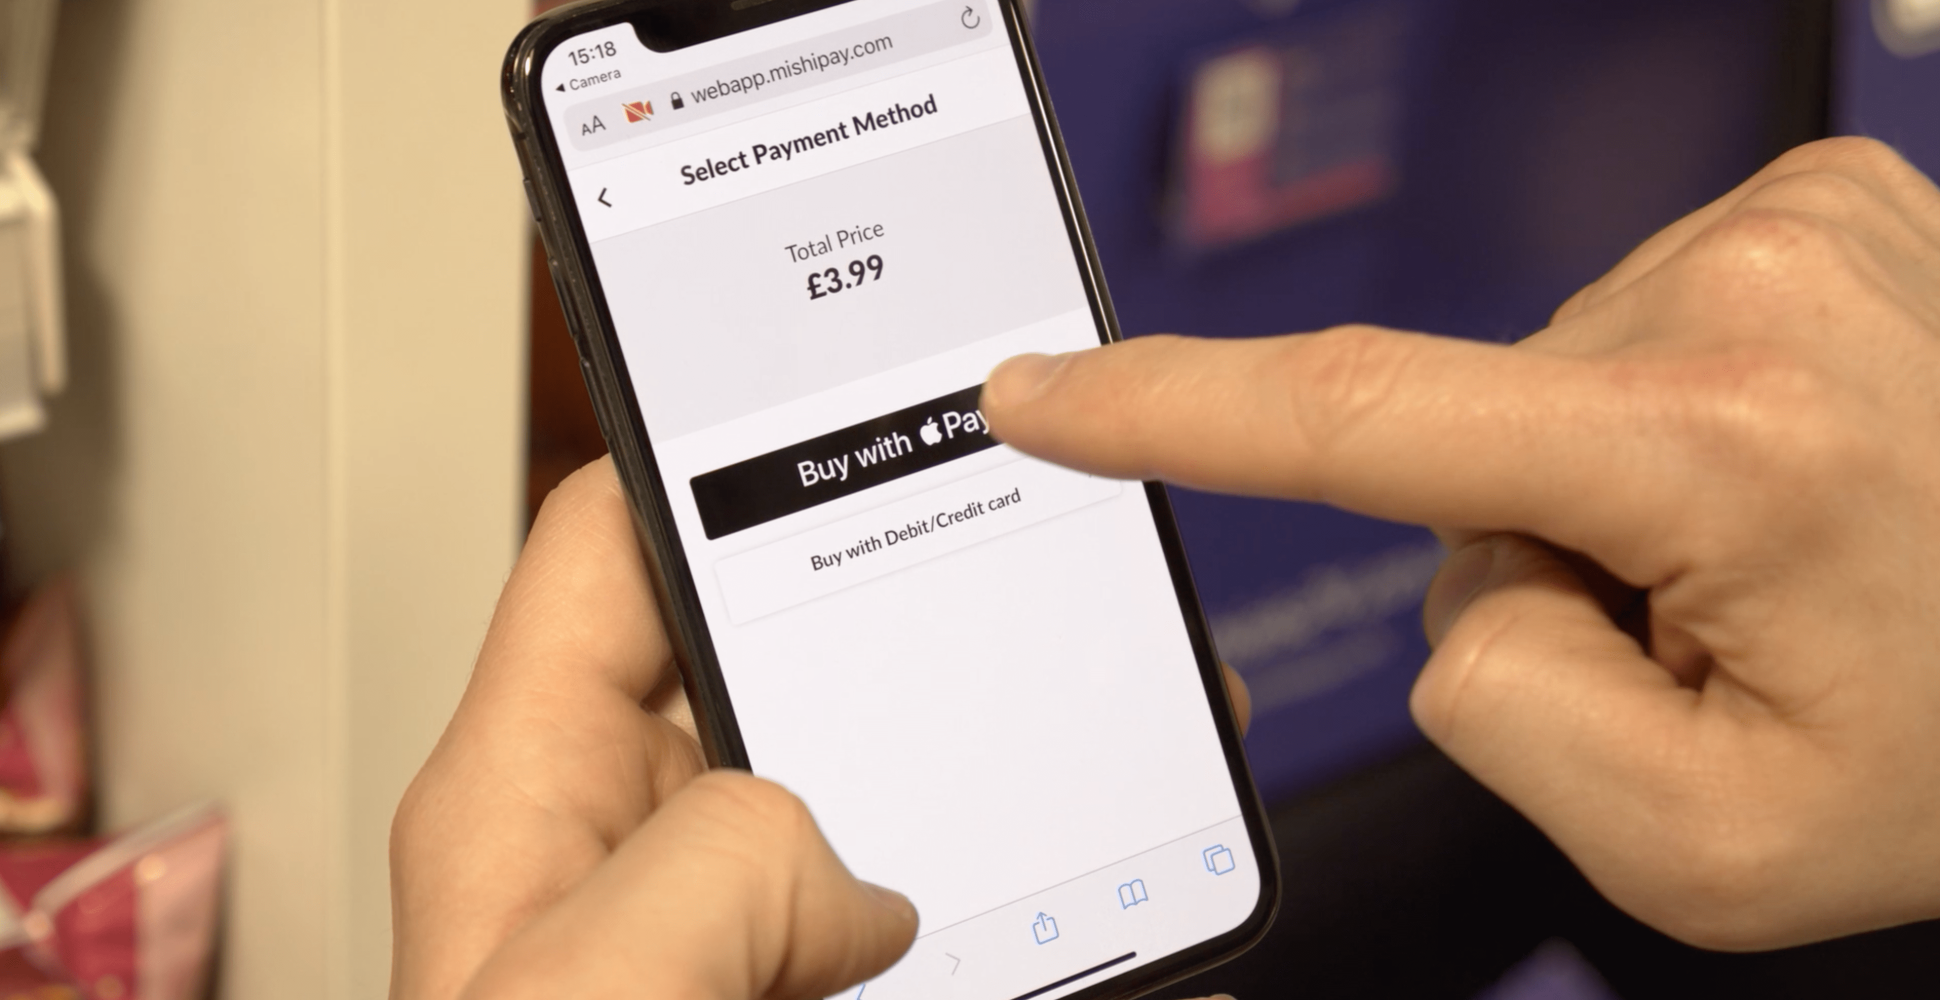 15:18
◀ Camera
AA webapp.mishipay.com
Select Payment Method
Total Price
£3.99
Buy with Pay
Buy with Debit/Credit card